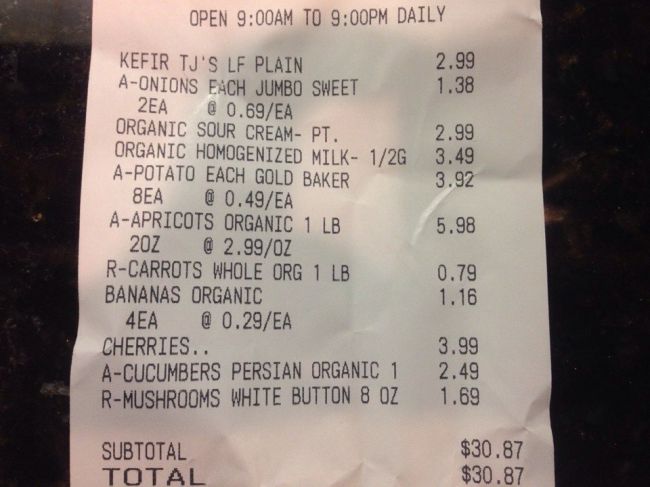 OPEN 9:00AM TO 9:00PM DAILY
KEFIR TJ'S LF PLAIN 2.99
A-ONIONS EACH JUMBO SWEET 1.38
2EA @ 0.69/EA
ORGANIC SOUR CREAM- PT. 2.99
ORGANIC HOMOGENIZED MILK- 1/2G 3.49
A-POTATO EACH GOLD BAKER 3.92
8EA @ 0.49/EA
A-APRICOTS ORGANIC 1 LB 5.98
2OZ @ 2.99/OZ
R-CARROTS WHOLE ORG 1 LB 0.79
BANANAS ORGANIC 1.16
4EA @ 0.29/EA
CHERRIES.. 3.99
A-CUCUMBERS PERSIAN ORGANIC 1 2.49
R-MUSHROOMS WHITE BUTTON 8 OZ 1.69
SUBTOTAL $30.87
TOTAL $30.87